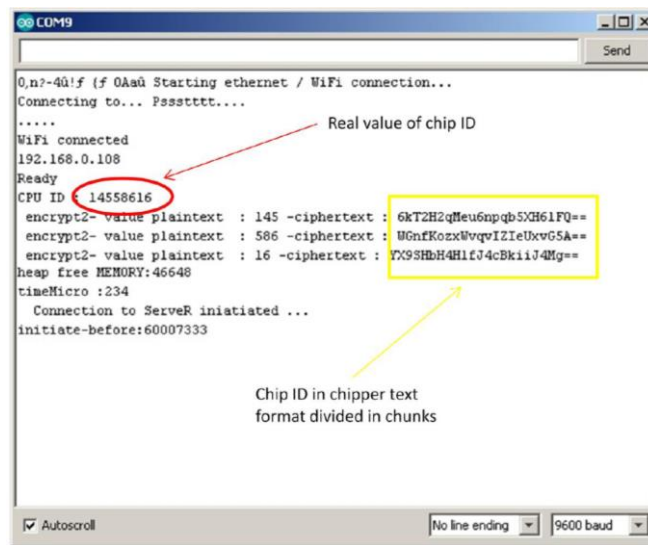 COM9
Send
Starting ethernet / WiFi connection...
Connecting to... Pssstttt....
.....
WiFi connected
192.168.0.108
Ready
CPU ID : 14558616
encrypt2- value plaintext : 145 -ciphertext : 6kT2H2qMeu6npqb5XH6lFQ==
encrypt2- value plaintext : 586 -ciphertext : WGnfKozxWvqvIZIeUxvG5A==
encrypt2- value plaintext : 16 -ciphertext : YX9SHbH4HlfJ4cBkiiJ4Mg==
heap free MEMORY:46648
timeMicro :234
Connection to ServeR iniatiated ...
initiate-before:60007333
Real value of chip ID
Chip ID in chipper text
format divided in chunks
Autoscroll
No line ending
9600 baud